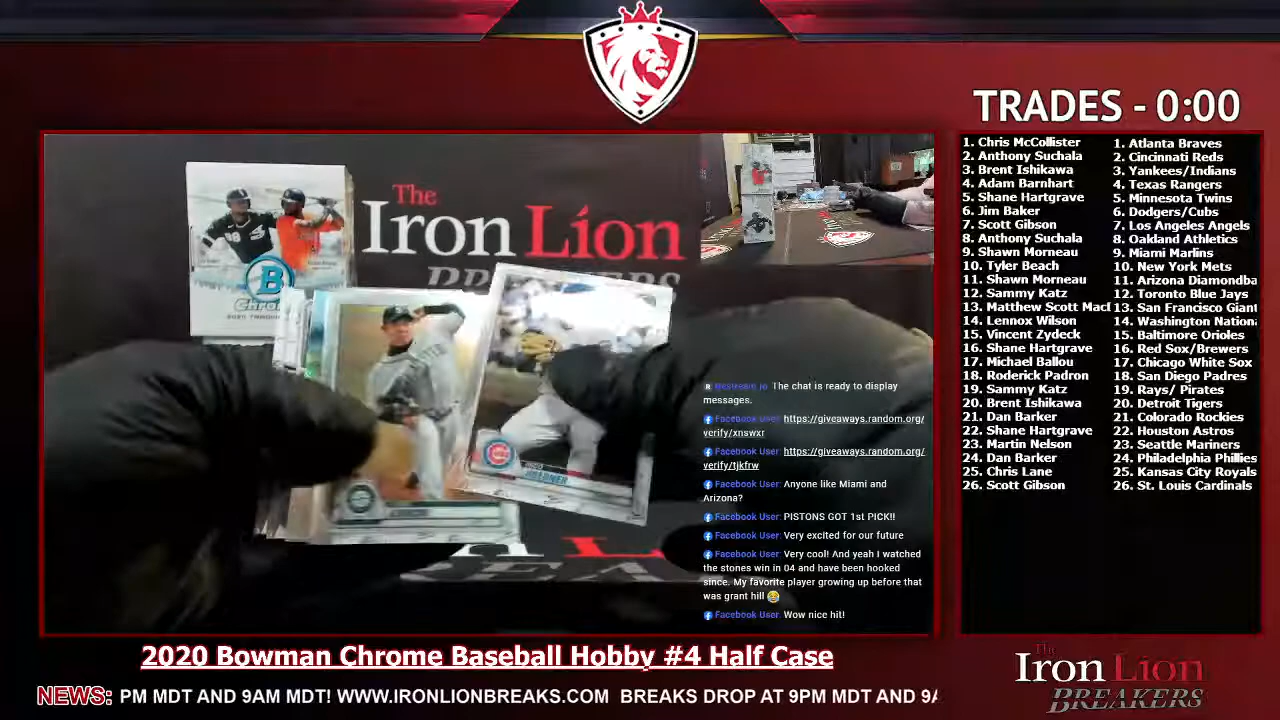 TRADES - 0:00
1. Chris McCollister
2. Anthony Suchala
3. Brent Ishikawa
4. Adam Barnhart
5. Shane Hartgrave
6. Jim Baker
7. Scott Gibson
8. Anthony Suchala
9. Shawn Morneau
10. Tyler Beach
11. Shawn Morneau
12. Sammy Katz
13. Matthew Scott Macf
14. Lennox Wilson
15. Vincent Zydeck
16. Shane Hartgrave
17. Michael Ballou
18. Roderick Padron
19. Sammy Katz
20. Brent Ishikawa
21. Dan Barker
22. Shane Hartgrave
23. Martin Nelson
24. Dan Barker
25. Chris Lane
26. Scott Gibson
1. Atlanta Braves
2. Cincinnati Reds
3. Yankees/Indians
4. Texas Rangers
5. Minnesota Twins
6. Dodgers/Cubs
7. Los Angeles Angels
8. Oakland Athletics
9. Miami Marlins
10. New York Mets
11. Arizona Diamondba
12. Toronto Blue Jays
13. San Francisco Giant
14. Washington Nationa
15. Baltimore Orioles
16. Red Sox/Brewers
17. Chicago White Sox
18. San Diego Padres
19. Rays/ Pirates
20. Detroit Tigers
21. Colorado Rockies
22. Houston Astros
23. Seattle Mariners
24. Philadelphia Phillies
25. Kansas City Royals
26. St. Louis Cardinals
The
Iron Lion
BREAKERS
B
Restream.io The chat is ready to display
messages.
Facebook User: https://giveaways.random.org/
verify/xnswxr
Facebook User: https://giveaways.random.org/
verify/tjkfrw
Facebook User: Anyone like Miami and
Arizona?
Facebook User: PISTONS GOT 1st PICK!!
Facebook User: Very excited for our future
Facebook User: Very cool! And yeah I watched
the stones win in 04 and have been hooked
since. My favorite player growing up before that
was grant hill 😂
Facebook User: Wow nice hit!
2020 Bowman Chrome Baseball Hobby #4 Half Case
The
Iron Lion
BREAKERS
NEWS: PM MDT AND 9AM MDT! WWW.IRONLIONBREAKS.COM BREAKS DROP AT 9PM MDT AND 9A